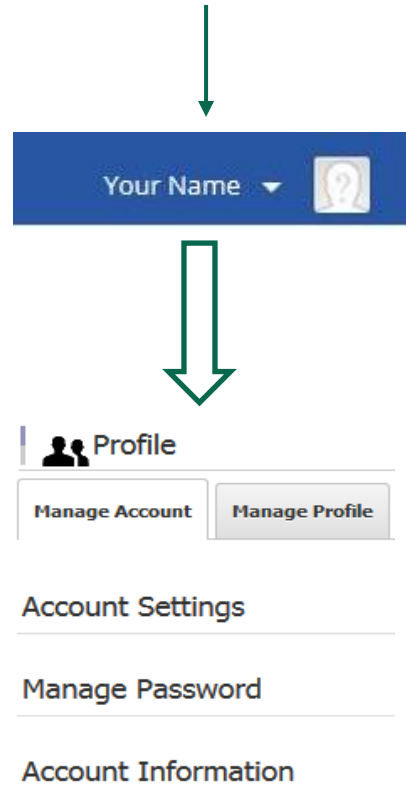 Your Name
Profile
Manage Account Manage Profile
Account Settings
Manage Password
Account Information